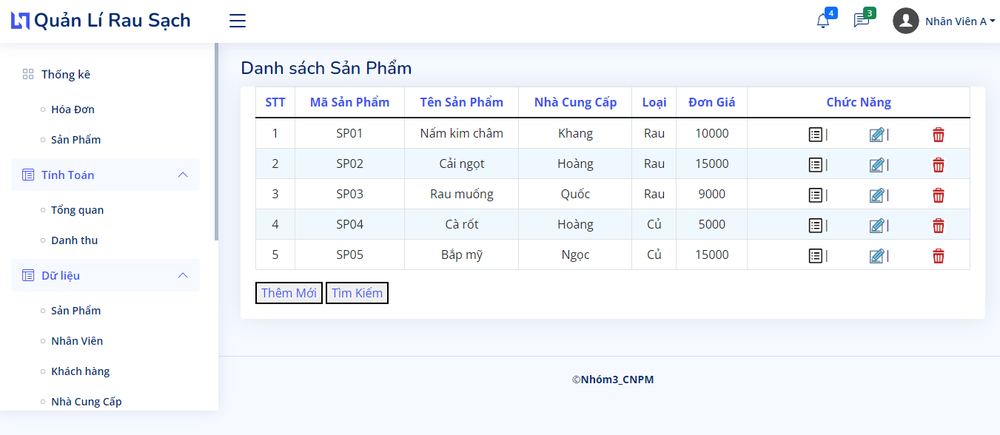 Quản Lí Rau Sạch
4
3
Nhân Viên A
Thống kê
Hóa Đơn
Sản Phẩm
Tính Toán
Tổng quan
Danh thu
Dữ liệu
Sản Phẩm
Nhân Viên
Khách hàng
Nhà Cung Cấp
Danh sách Sản Phẩm
STT Mã Sản Phẩm Tên Sản Phẩm Nhà Cung Cấp Loại Đơn Giá Chức Năng
1 SP01 Nấm kim châm Khang Rau 10000 | |
2 SP02 Cải ngọt Hoàng Rau 15000 | |
3 SP03 Rau muống Quốc Rau 9000 | |
4 SP04 Cà rốt Hoàng Củ 5000 | |
5 SP05 Bắp mỹ Ngọc Củ 15000 | |
Thêm Mới Tìm Kiếm
©Nhóm3_CNPM